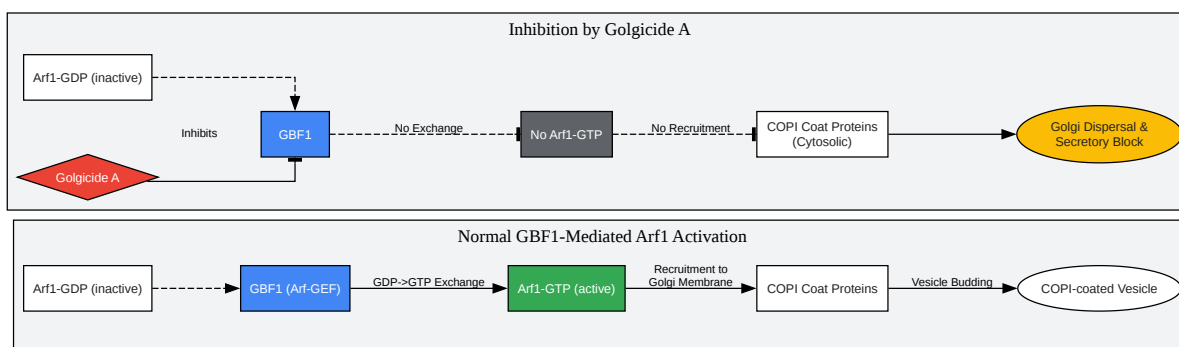 Inhibition by Golgicide A
Arf1-GDP (inactive)
Inhibits
Golgicide A
GBF1
No Exchange
No Arf1-GTP
No Recruitment
COPI Coat Proteins
(Cytosolic)
Golgi Dispersal &
Secretory Block
Normal GBF1-Mediated Arf1 Activation
Arf1-GDP (inactive)
GBF1 (Arf-GEF)
GDP->GTP Exchange
Arf1-GTP (active)
Recruitment to
Golgi Membrane
COPI Coat Proteins
Vesicle Budding
COPI-coated Vesicle